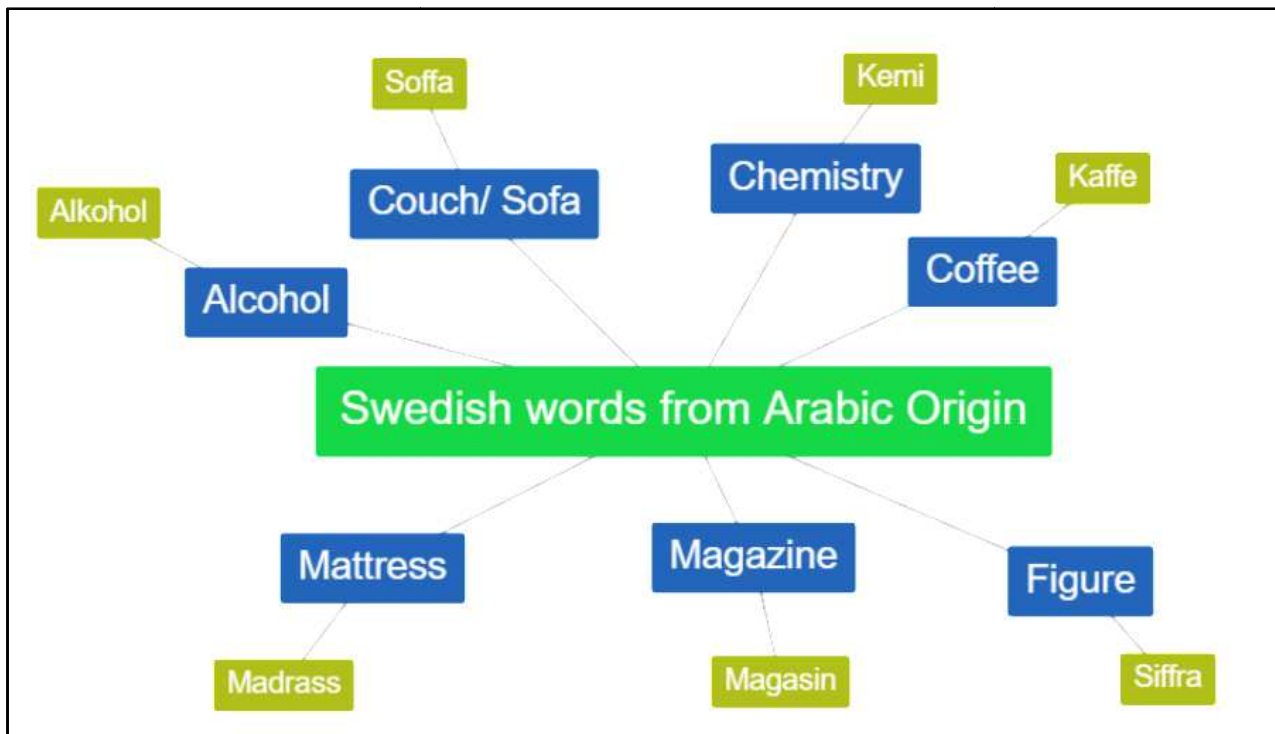 Soffa
Kemi
Couch/ Sofa
Chemistry
Kaffe
Alkohol
Coffee
Alcohol
Swedish words from Arabic Origin
Mattress
Magazine
Figure
Madrass
Magasin
Siffra